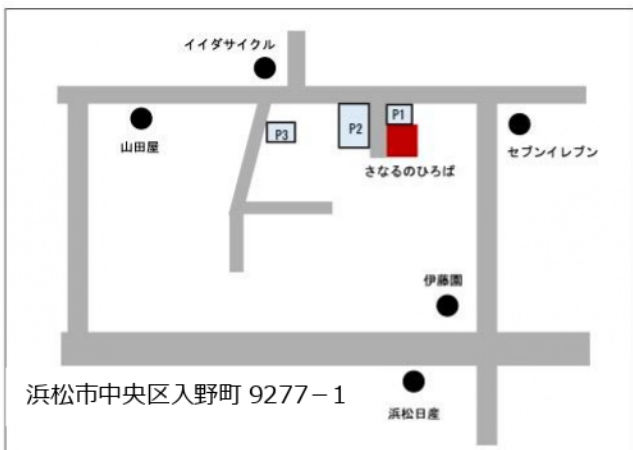 イイダサイクル
P1
P2
P3
山田屋
セブンイレブン
さなるのひろば
伊藤園
浜松市中央区入野町 9277－1
浜松日産